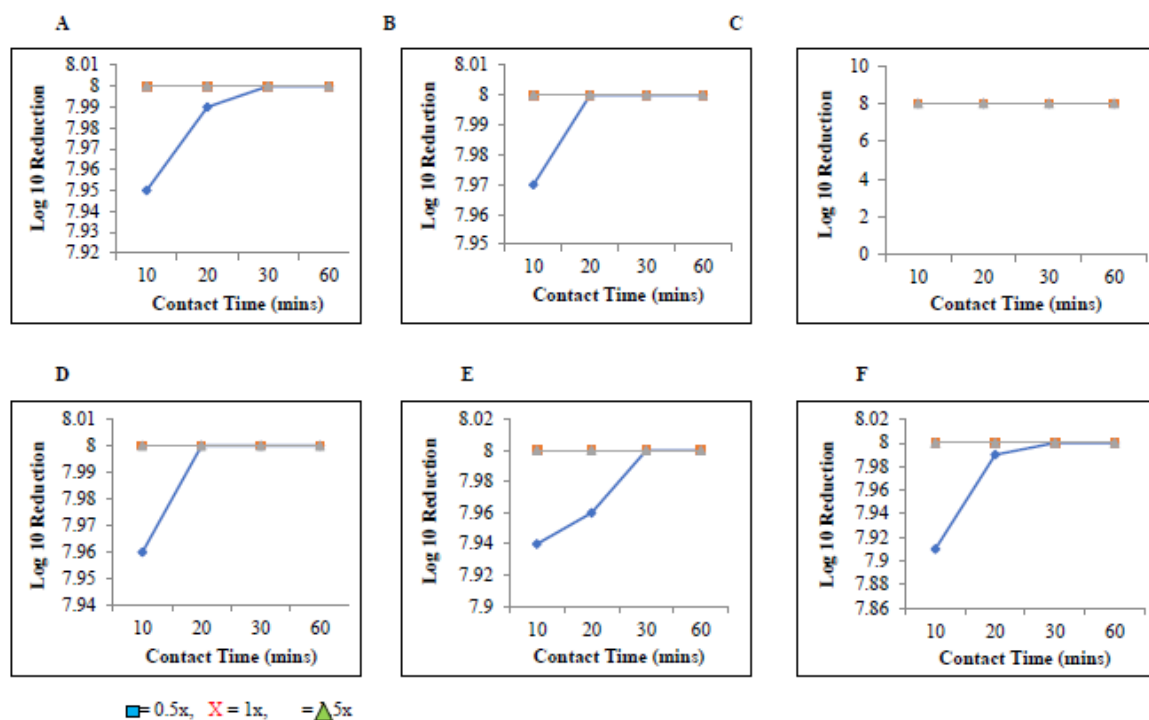 A B C
Log 10 Reduction
8.01
8
7.99
7.98
7.97
7.96
7.95
7.94
7.93
7.92
10 20 30 60
Contact Time (mins)
Log 10 Reduction
8.01
8
7.99
7.98
7.97
7.96
7.95
10 20 30 60
Contact Time (mins)
Log 10 Reduction
10
8
6
4
2
0
10 20 30 60
Contact Time (mins)
D E F
Log 10 Reduction
8.01
8
7.99
7.98
7.97
7.96
7.95
7.94
10 20 30 60
Contact Time (mins)
Log 10 Reduction
8.02
8
7.98
7.96
7.94
7.92
7.9
10 20 30 60
Contact Time (mins)
Log 10 Reduction
8.02
8
7.98
7.96
7.94
7.92
7.9
7.88
7.86
10 20 30 60
Contact Time (mins)
= 0.5x, X = 1x, = 5x